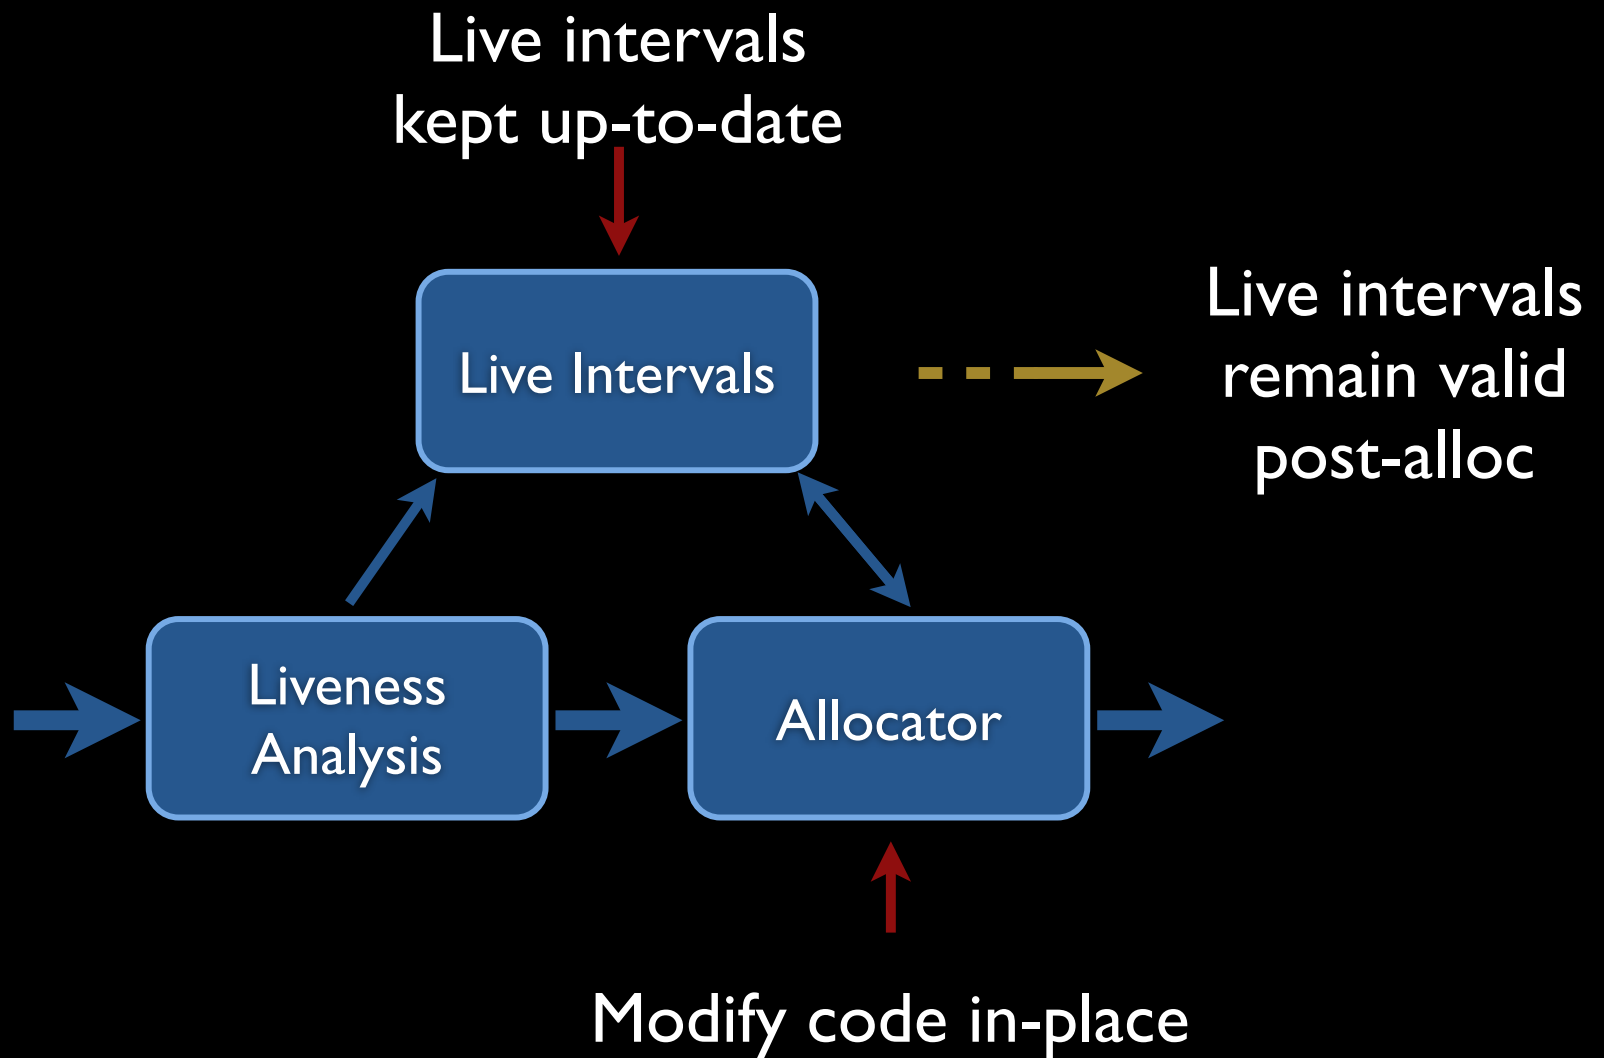 Live intervals
kept up-to-date
Live Intervals
Live intervals
remain valid
post-alloc
Liveness
Analysis
Allocator
Modify code in-place